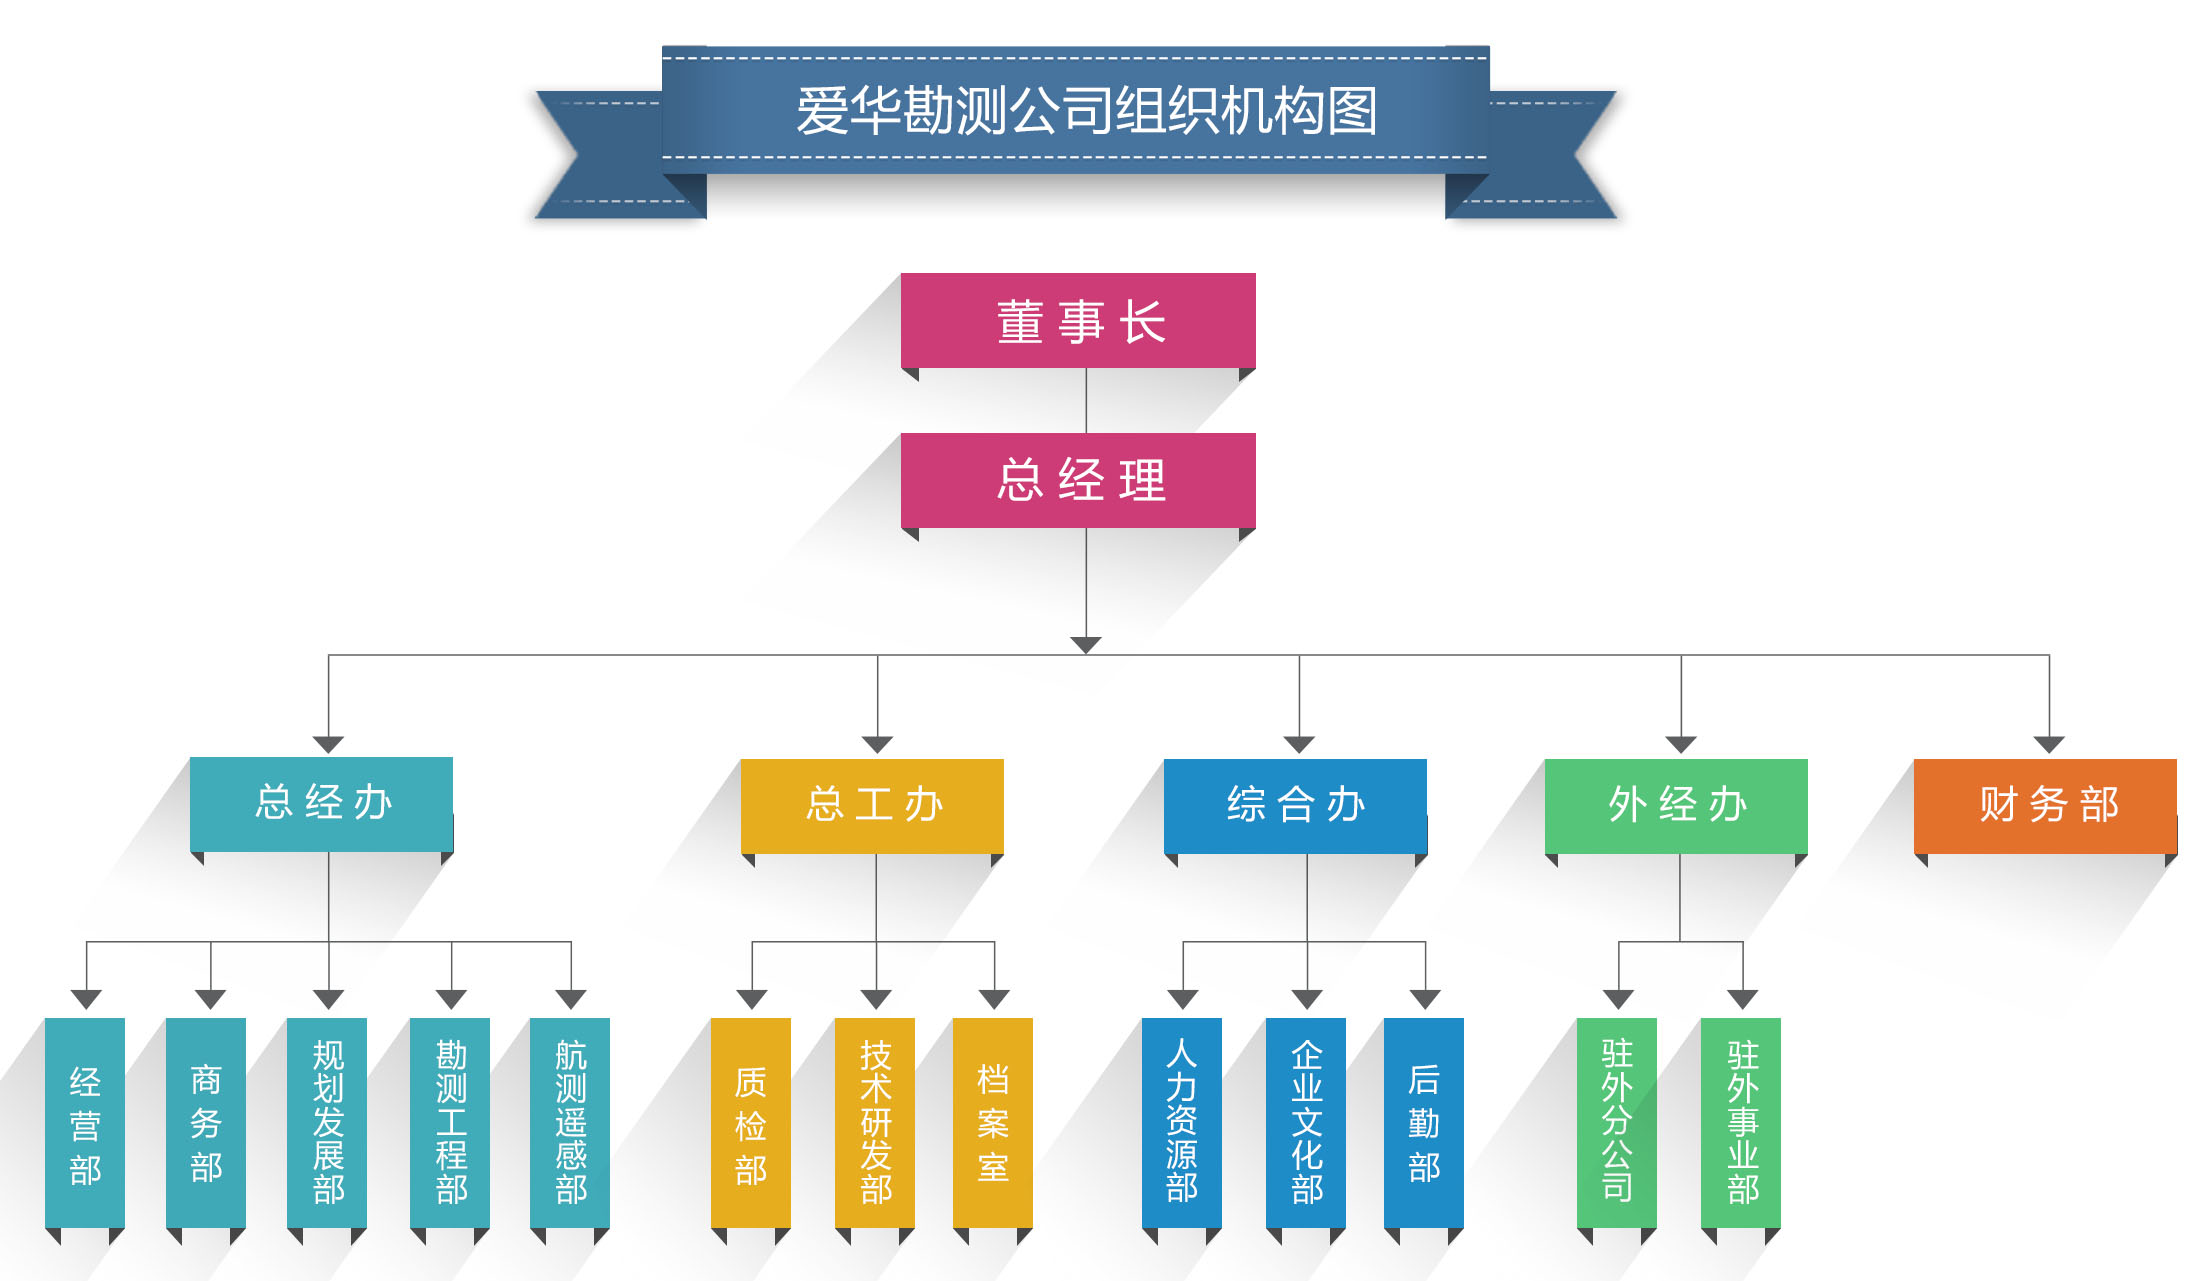 爱华勘测公司组织机构图
董事长
总经理
总经办
总工办
综合办
外经办
财务部
经营部
商务部
规划发展部
勘测工程部
航测遥感部
质检部
技术研发部
档案室
人力资源部
企业文化部
后勤部
驻外分公司
驻外事业部